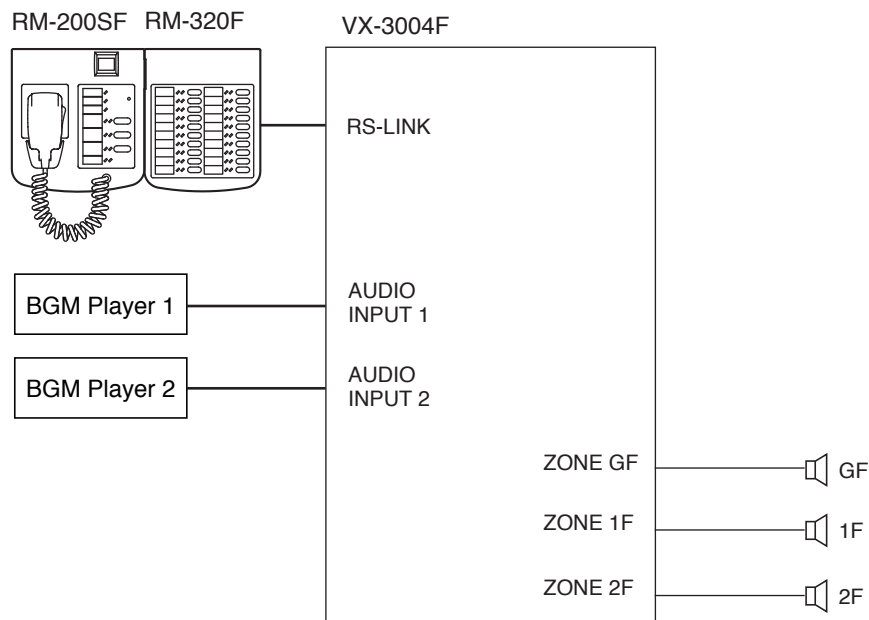 RM-200SF RM-320F VX-3004F
RS-LINK
BGM Player 1
AUDIO
INPUT 1
BGM Player 2
AUDIO
INPUT 2
ZONE GF
GF
ZONE 1F
1F
ZONE 2F
2F